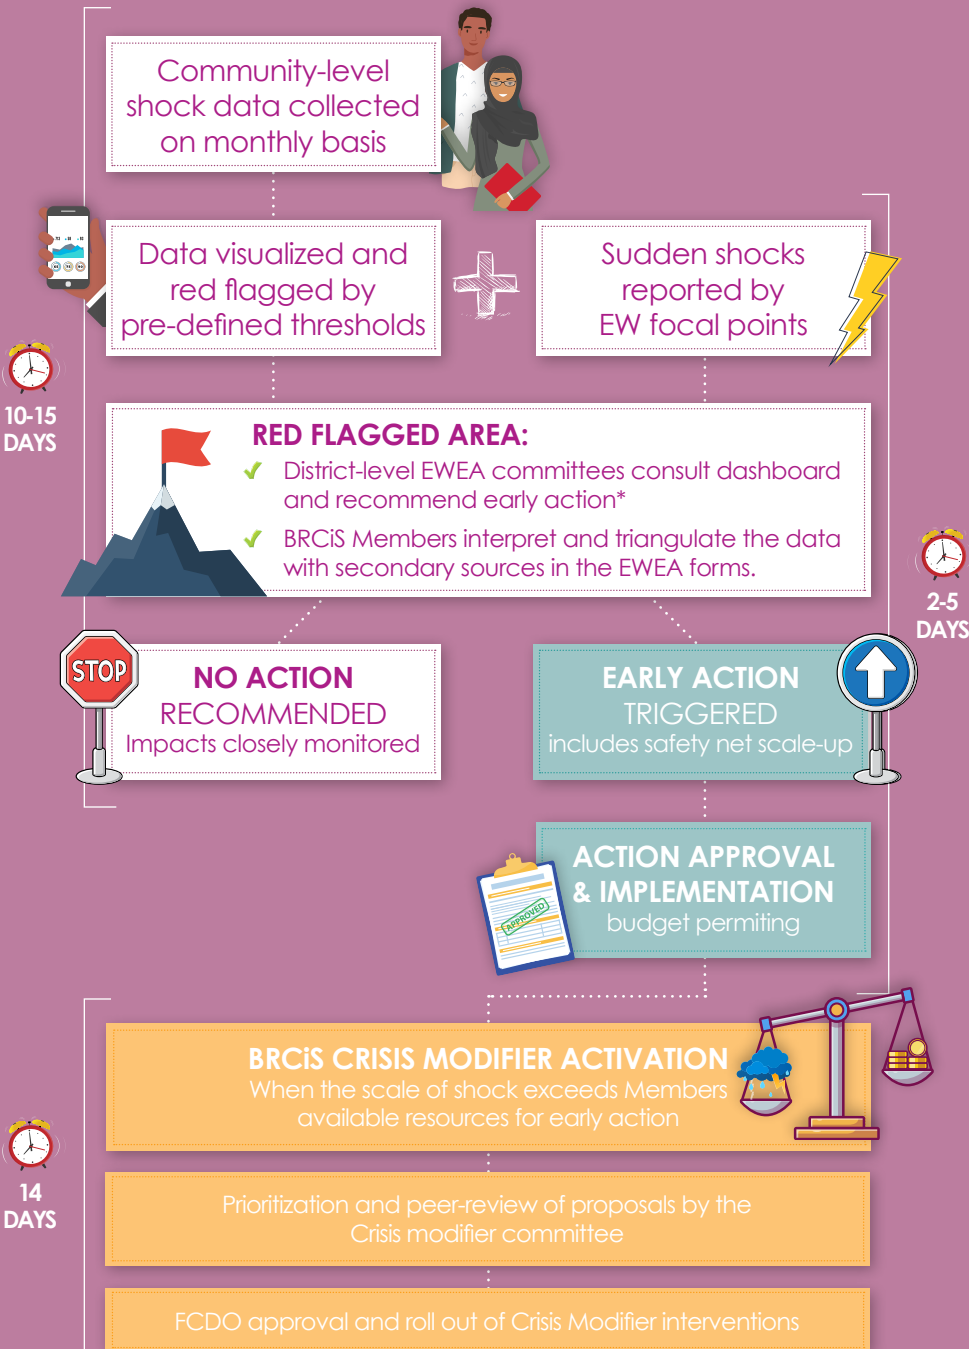 Community-level
shock data collected
on monthly basis
Data visualized and
red flagged by
pre-defined thresholds
Sudden shocks
reported by
EW focal points
10-15
DAYS
RED FLAGGED AREA:
District-level EWEA committees consult dashboard
and recommend early action*
BRCiS Members interpret and triangulate the data
with secondary sources in the EWEA forms.
2-5
DAYS
STOP
NO ACTION
RECOMMENDED
Impacts closely monitored
EARLY ACTION
TRIGGERED
includes safety net scale-up
ACTION APPROVAL
& IMPLEMENTATION
budget permiting
APPROVED
BRCiS CRISIS MODIFIER ACTIVATION
When the scale of shock exceeds Members
available resources for early action
14
DAYS
Prioritization and peer-review of proposals by the
Crisis modifier committee
FCDO approval and roll out of Crisis Modifier interventions